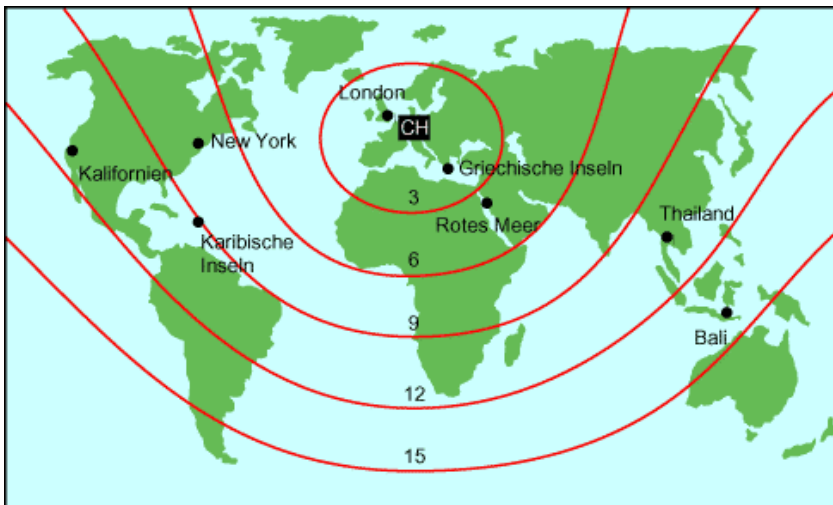 London
CH
New York
Kalifornien
Griechische Inseln
3
Rotes Meer
Thailand
Karibische
Inseln
6
9
Bali
12
15